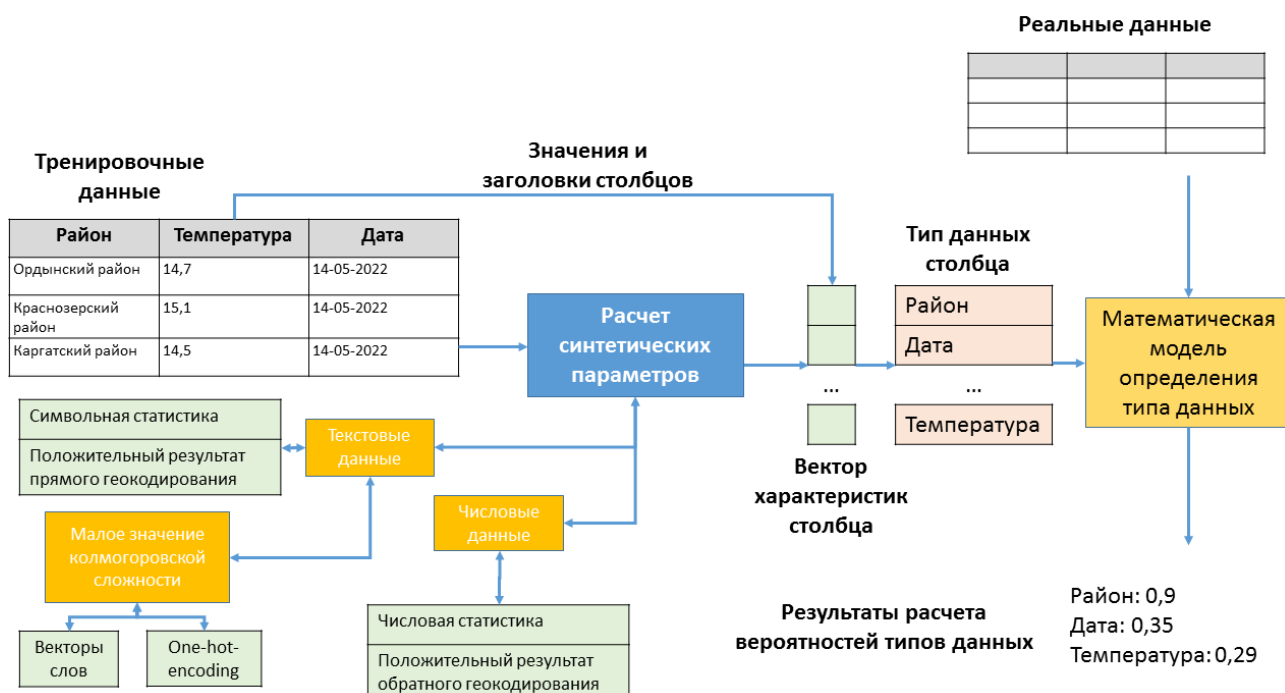 Реальные данные
Тренировочные
данные
Значения и
заголовки столбцов
Район Температура Дата
Ордынский район 14,7 14-05-2022
Краснозерский
район
15,1 14-05-2022
Каргатский район 14,5 14-05-2022
Расчет
синтетических
параметров
Тип данных
столбца
Район
Дата
...
...
Температура
Вектор
характеристик
столбца
Математическая
модель
определения
типа данных
Символьная статистика
Положительный результат
прямого геокодирования
Текстовые
данные
Числовые
данные
Малое значение
колмогоровской
сложности
Векторы
слов
One-hot-
encoding
Числовая статистика
Положительный результат
обратного геокодирования
Результаты расчета
вероятностей типов данных
Район: 0,9
Дата: 0,35
Температура: 0,29